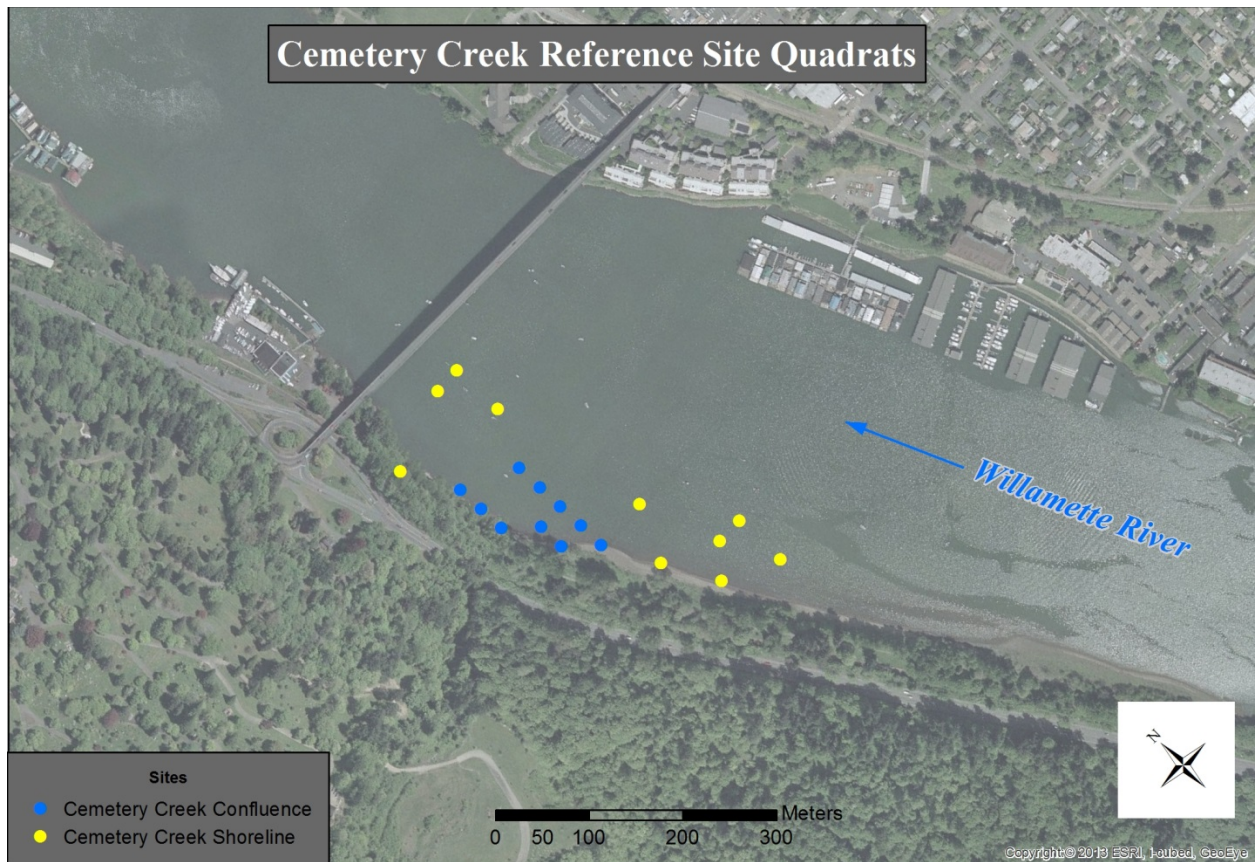 Cemetery Creek Reference Site Quadrats
Willamette River
N
Sites
Cemetery Creek Confluence
Cemetery Creek Shoreline
Meters
0 50 100 200 300
Copyright:© 2013 ESRI, i-cubed, GeoEye